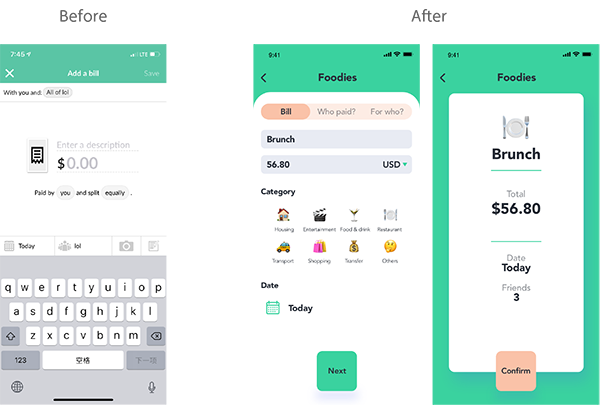 Before
After
7:45
LTE
Add a bill
Save
With you and: All of lol
Enter a description
$0.00
Paid by you and split equally .
Today
lol
q w e r t y u i o p
a s d f g h j k l
z x c v b n m
123
空格
下一項
9:41
Foodies
Bill
Who paid?
For who?
Brunch
56.80
USD
Category
Housing
Entertainment
Food & drink
Restaurant
Transport
Shopping
Transfer
Others
Date
Today
Next
9:41
Foodies
Brunch
Total
$56.80
Date
Today
Friends
3
Confirm